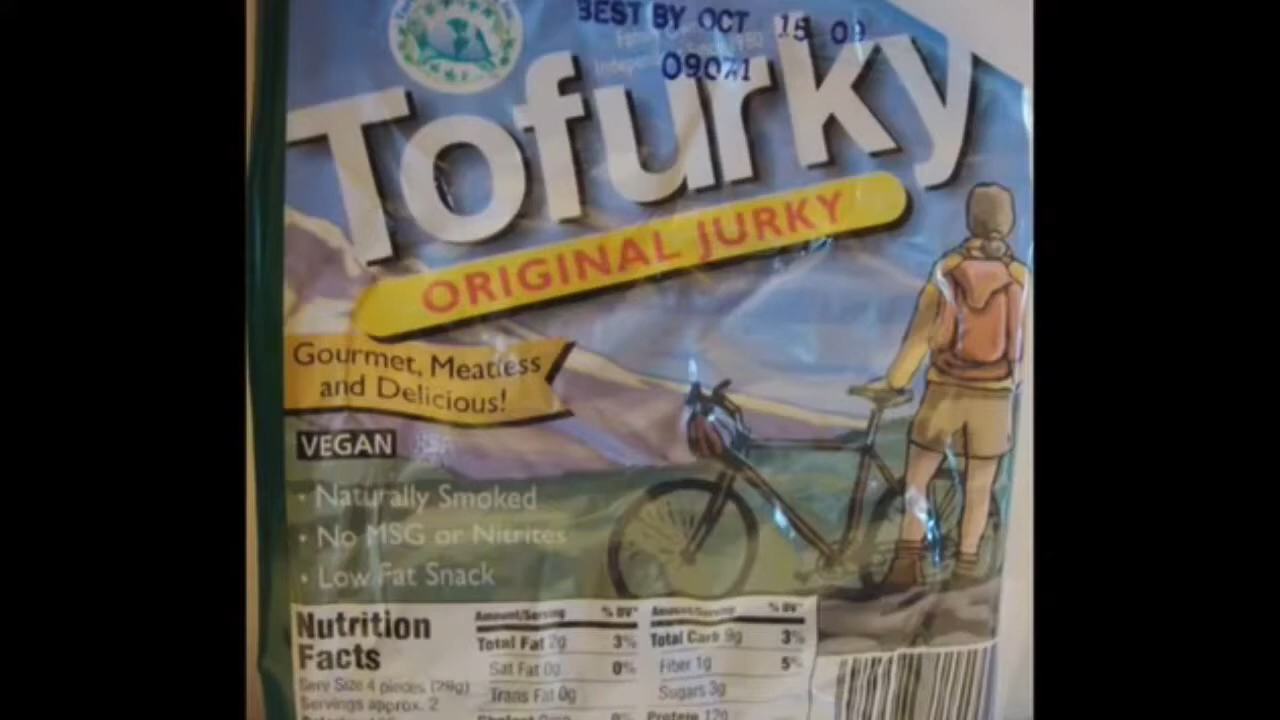 BEST BY OCT 15 09
09071
Tofurky
ORIGINAL JURKY
Gourmet, Meatless
and Delicious!
VEGAN
• Naturally Smoked
• No MSG or Nitrites
• Low Fat Snack
Nutrition
Facts
Serv Size 4 pieces (28g)
Servings approx. 2
Amount/Serving % DV*
Total Fat 2g 3%
Sat Fat 0g 0%
Trans Fat 0g
Amount/Serving % DV*
Total Carb 9g 3%
Fiber 1g 5%
Sugars 3g
Protein 12g